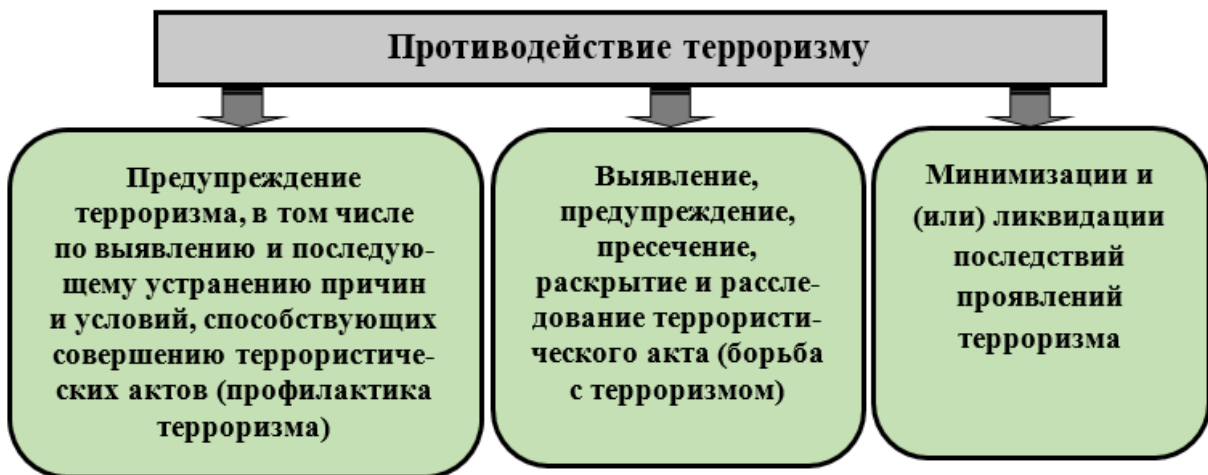 Противодействие терроризму
Предупреждение
терроризма, в том числе
по выявлению и последую-
щему устранению причин
и условий, способствующих
совершению террористиче-
ских актов (профилактика
терроризма)
Выявление,
предупреждение,
пресечение,
раскрытие и рассле-
дование террористи-
ческого акта (борьба
с терроризмом)
Минимизации и
(или) ликвидации
последствий
проявлений
терроризма